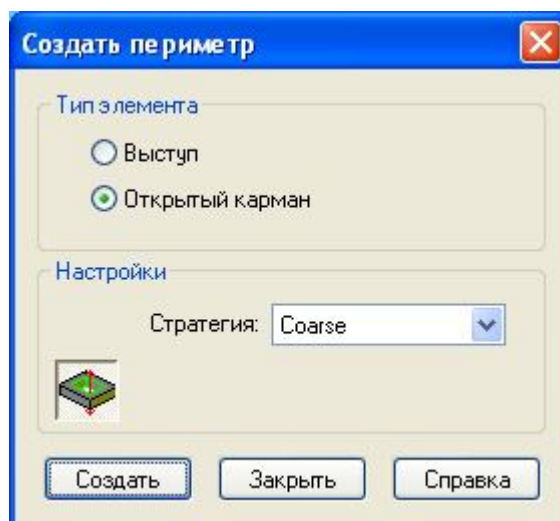 Создать периметр
Тип элемента
Выступ
Открытый карман
Настройки
Стратегия: Coarse
Создать Закрыть Справка